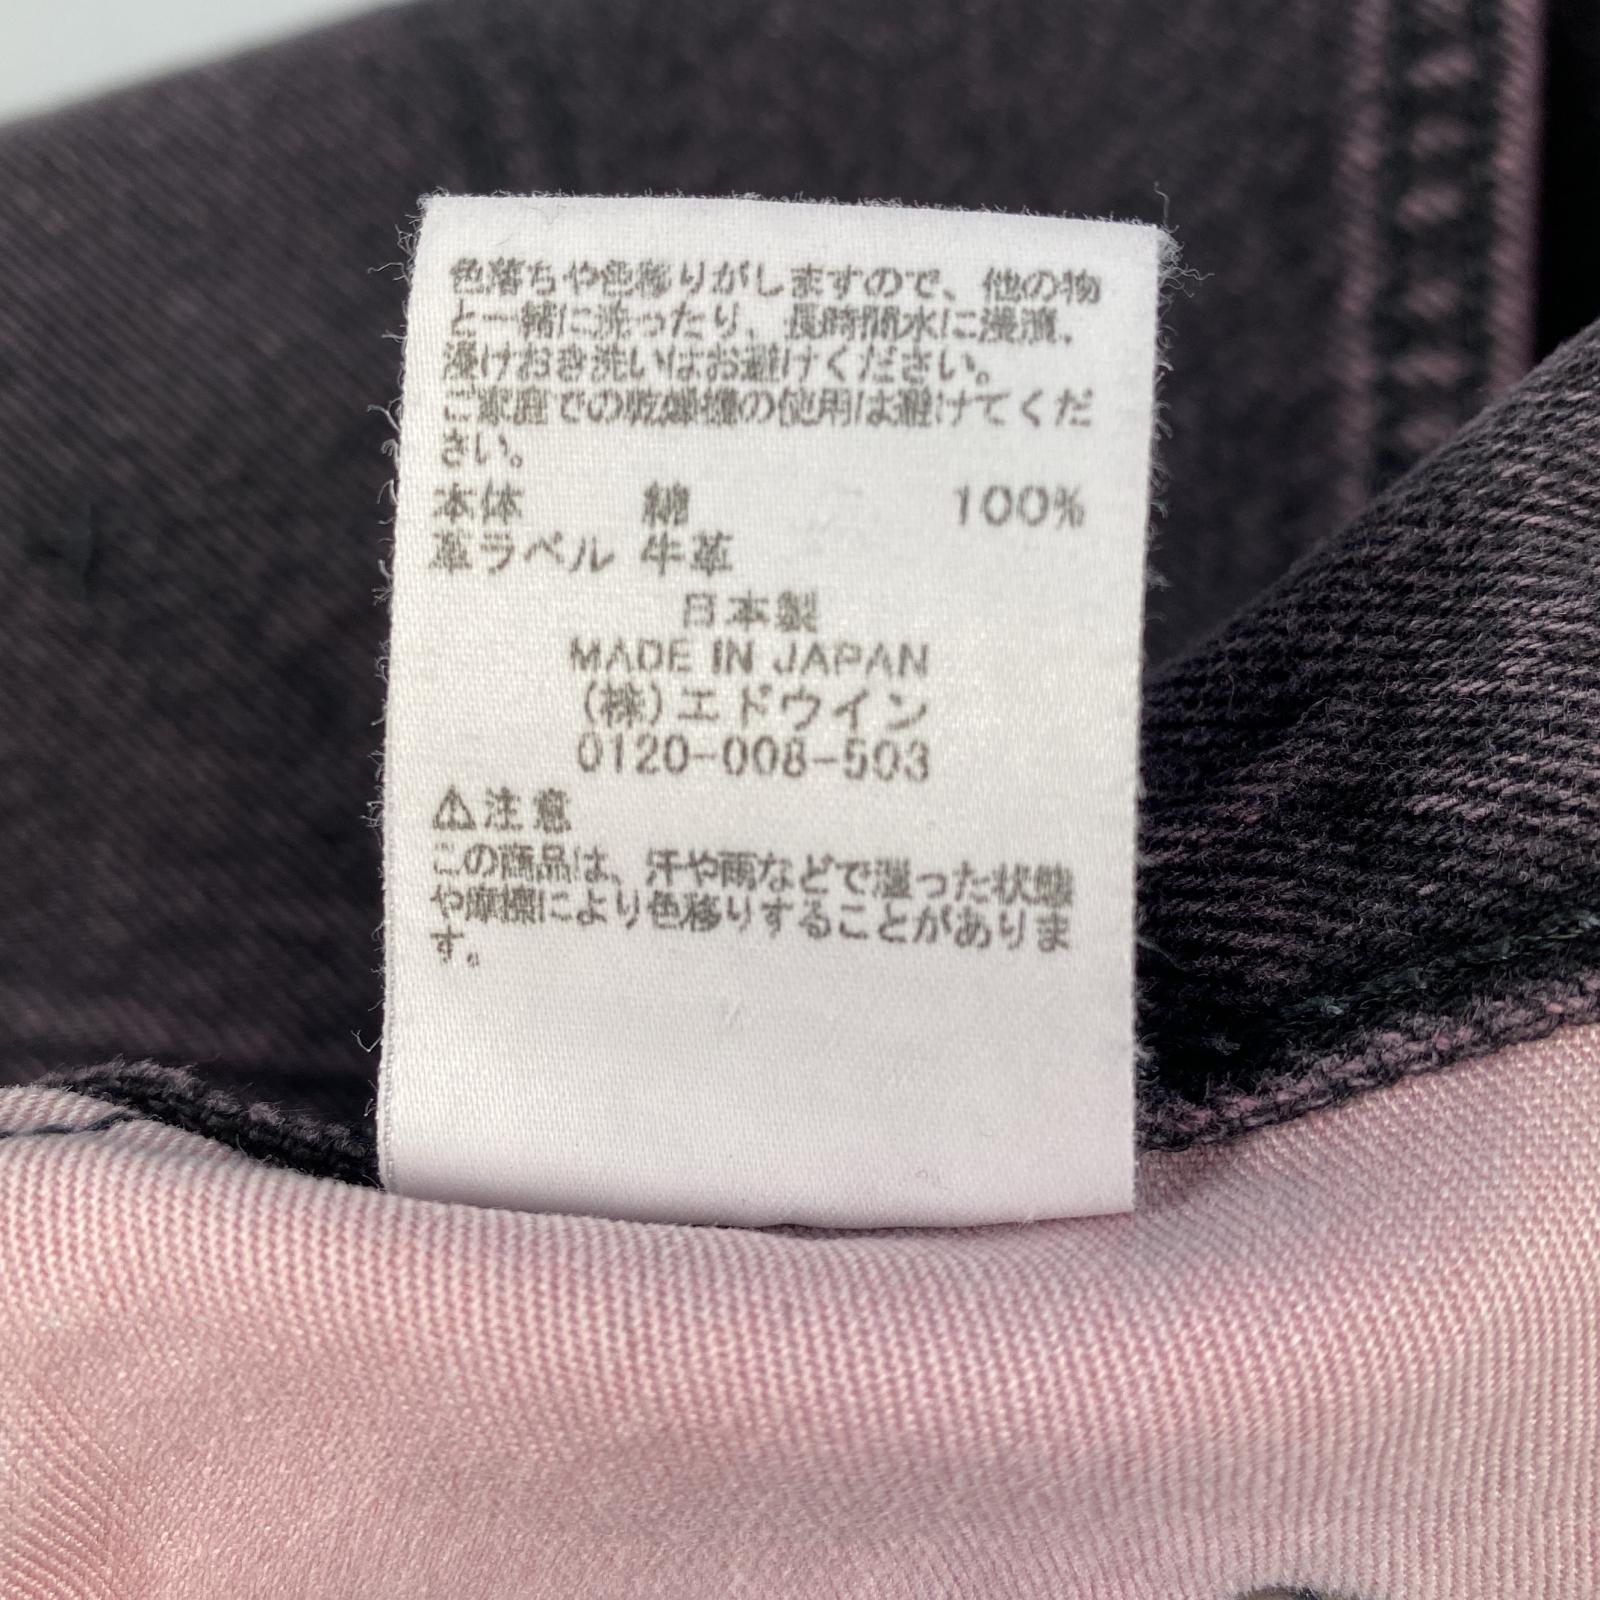 色落ちや色移りがしますので、他の物
と一緒に洗ったり、長時間水に浸漬、
浸けおき洗いはお避けください。
ご家庭での乾燥機の使用は避けてくだ
さい。
本体 綿 100%
革ラベル 牛革
日本製
MADE IN JAPAN
(株)エドウイン
0120-008-503
⚠注意
この商品は、汗や雨などで湿った状態
や摩擦により色移りすることがありま
す。